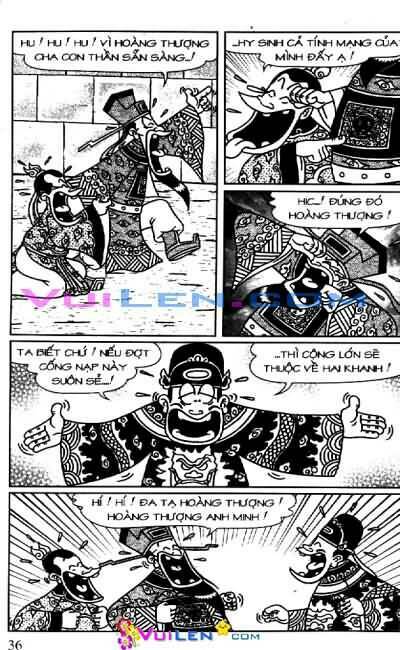 HU! HU! HU! VÌ HOÀNG THƯỢNG
CHA CON THẦN SẴN SÀNG...!
...HY SINH CẢ TÍNH MẠNG CỦA
MÌNH ĐẤY Ạ!
HIC...! ĐÚNG ĐÓ
HOÀNG THƯỢNG!
VUILEN.COM
TA BIẾT CHỨ! NẾU ĐỢT
CỐNG NẠP NÀY
SUÔN SẺ...!
...THÌ CÔNG LỚN SẼ
THUỘC VỀ HAI KHANH!
HÍ! HÍ! ĐA TẠ HOÀNG THƯỢNG!
HOÀNG THƯỢNG ANH MINH!
36
VUILEN.COM